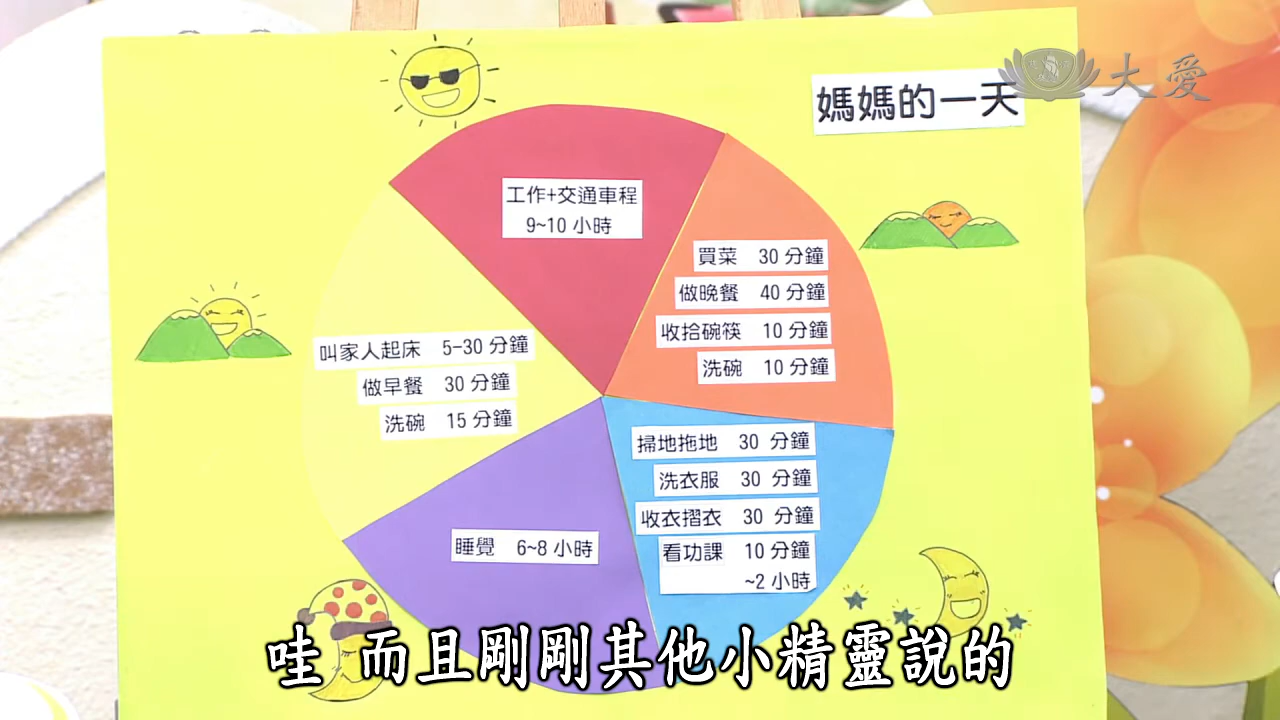 大愛
媽媽的一天
工作+交通車程
9~10 小時
買菜 30 分鐘
做晚餐 40 分鐘
收拾碗筷 10 分鐘
洗碗 10 分鐘
叫家人起床 5-30 分鐘
做早餐 30 分鐘
洗碗 15 分鐘
掃地拖地 30 分鐘
洗衣服 30 分鐘
收衣摺衣 30 分鐘
看功課 10 分鐘
~2 小時
睡覺 6~8 小時
哇 而且剛剛其他小精靈說的